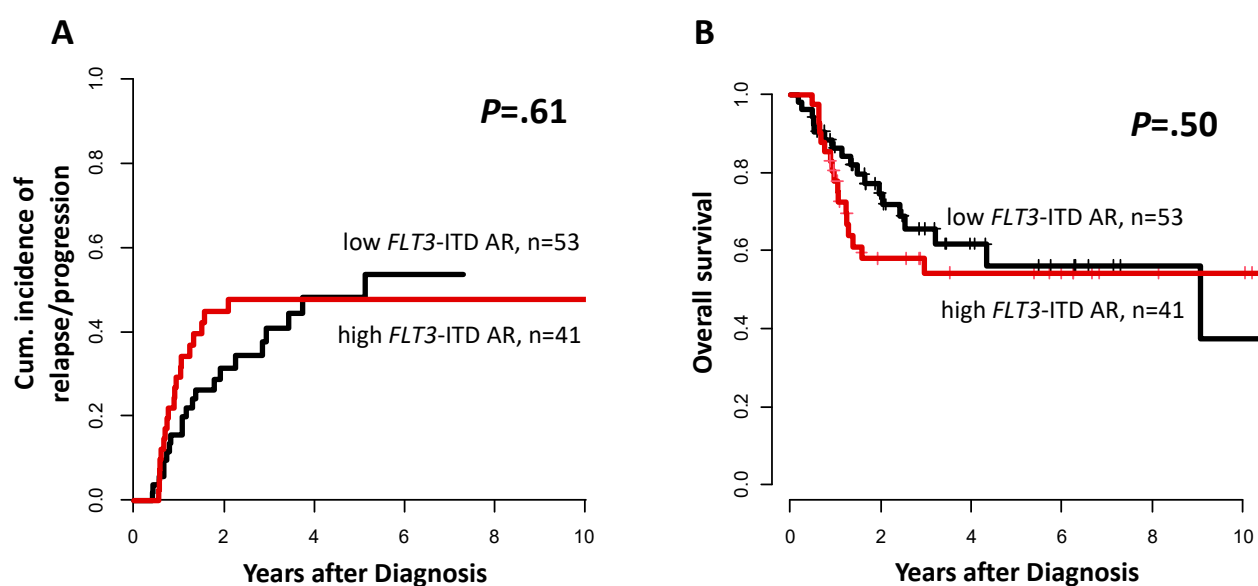 A
Cum. incidence of
relapse/progression
1.0
0.8
0.6
0.4
0.2
0.0
P=.61
low FLT3-ITD AR, n=53
high FLT3-ITD AR, n=41
0 2 4 6 8 10
Years after Diagnosis
B
Overall survival
1.0
0.8
0.6
0.4
0.2
0.0
P=.50
low FLT3-ITD AR, n=53
high FLT3-ITD AR, n=41
0 2 4 6 8 10
Years after Diagnosis